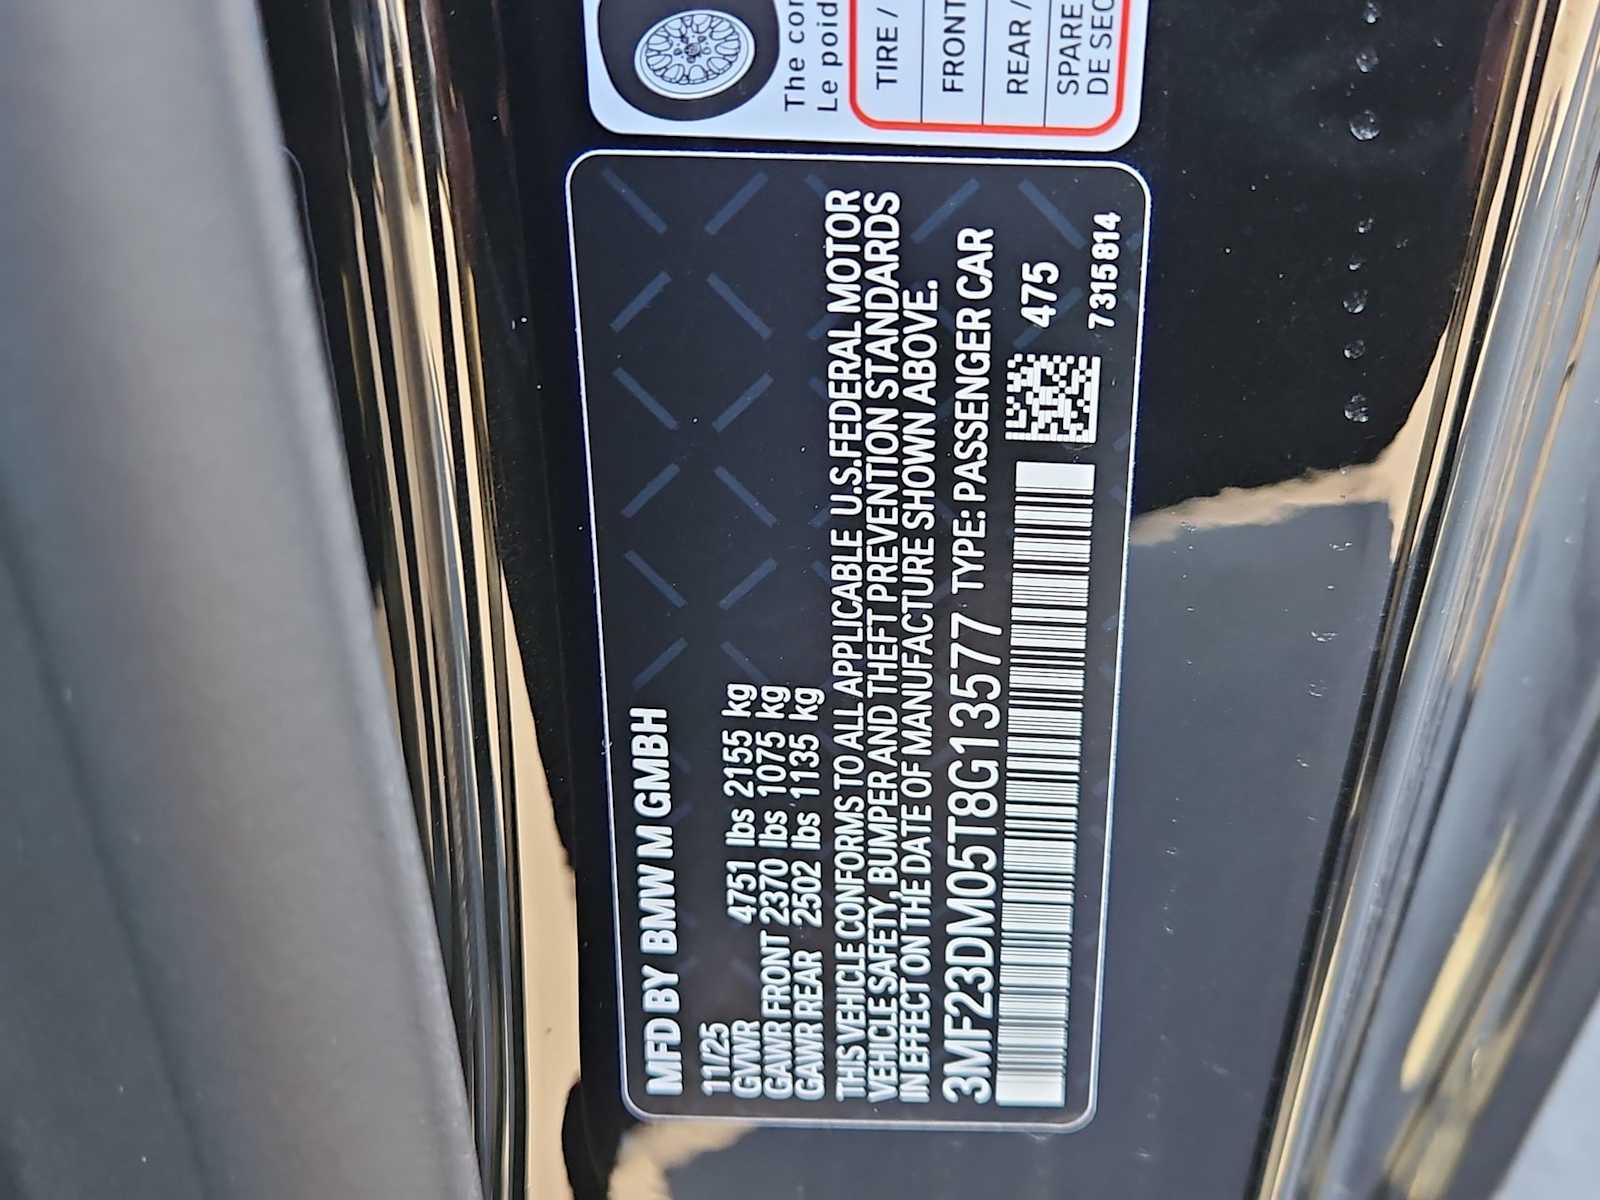 The
Le
TIRE /
FRONT
REAR /
SPARE
DE
MFD BY BMW M GMBH
11/25
GVWR 4751 lbs 2155 kg
GAWR FRONT 2370 lbs 1075 kg
GAWR REAR 2502 lbs 1135 kg
THIS VEHICLE CONFORMS TO ALL APPLICABLE U.S.FEDERAL MOTOR
VEHICLE SAFETY, BUMPER AND THEFT PREVENTION STANDARDS
IN EFFECT ON THE DATE OF MANUFACTURE SHOWN ABOVE.
3MF23DM05T8G13577 TYPE: PASSENGER CAR
475
7315814